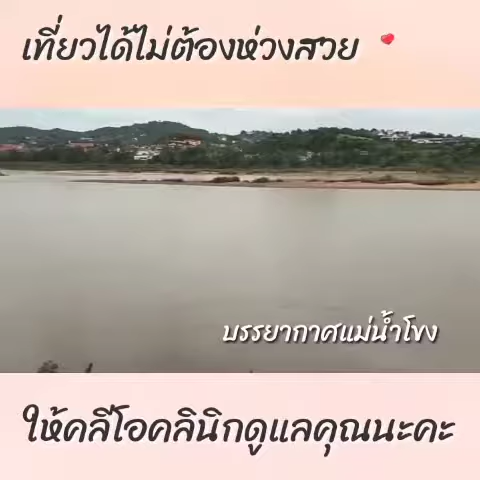 เที่ยวได้ไม่ต้องห่วงสวย
บรรยากาศแม่น้ำโขง
ให้คลีโอคลินิกดูแลคุณนะคะ